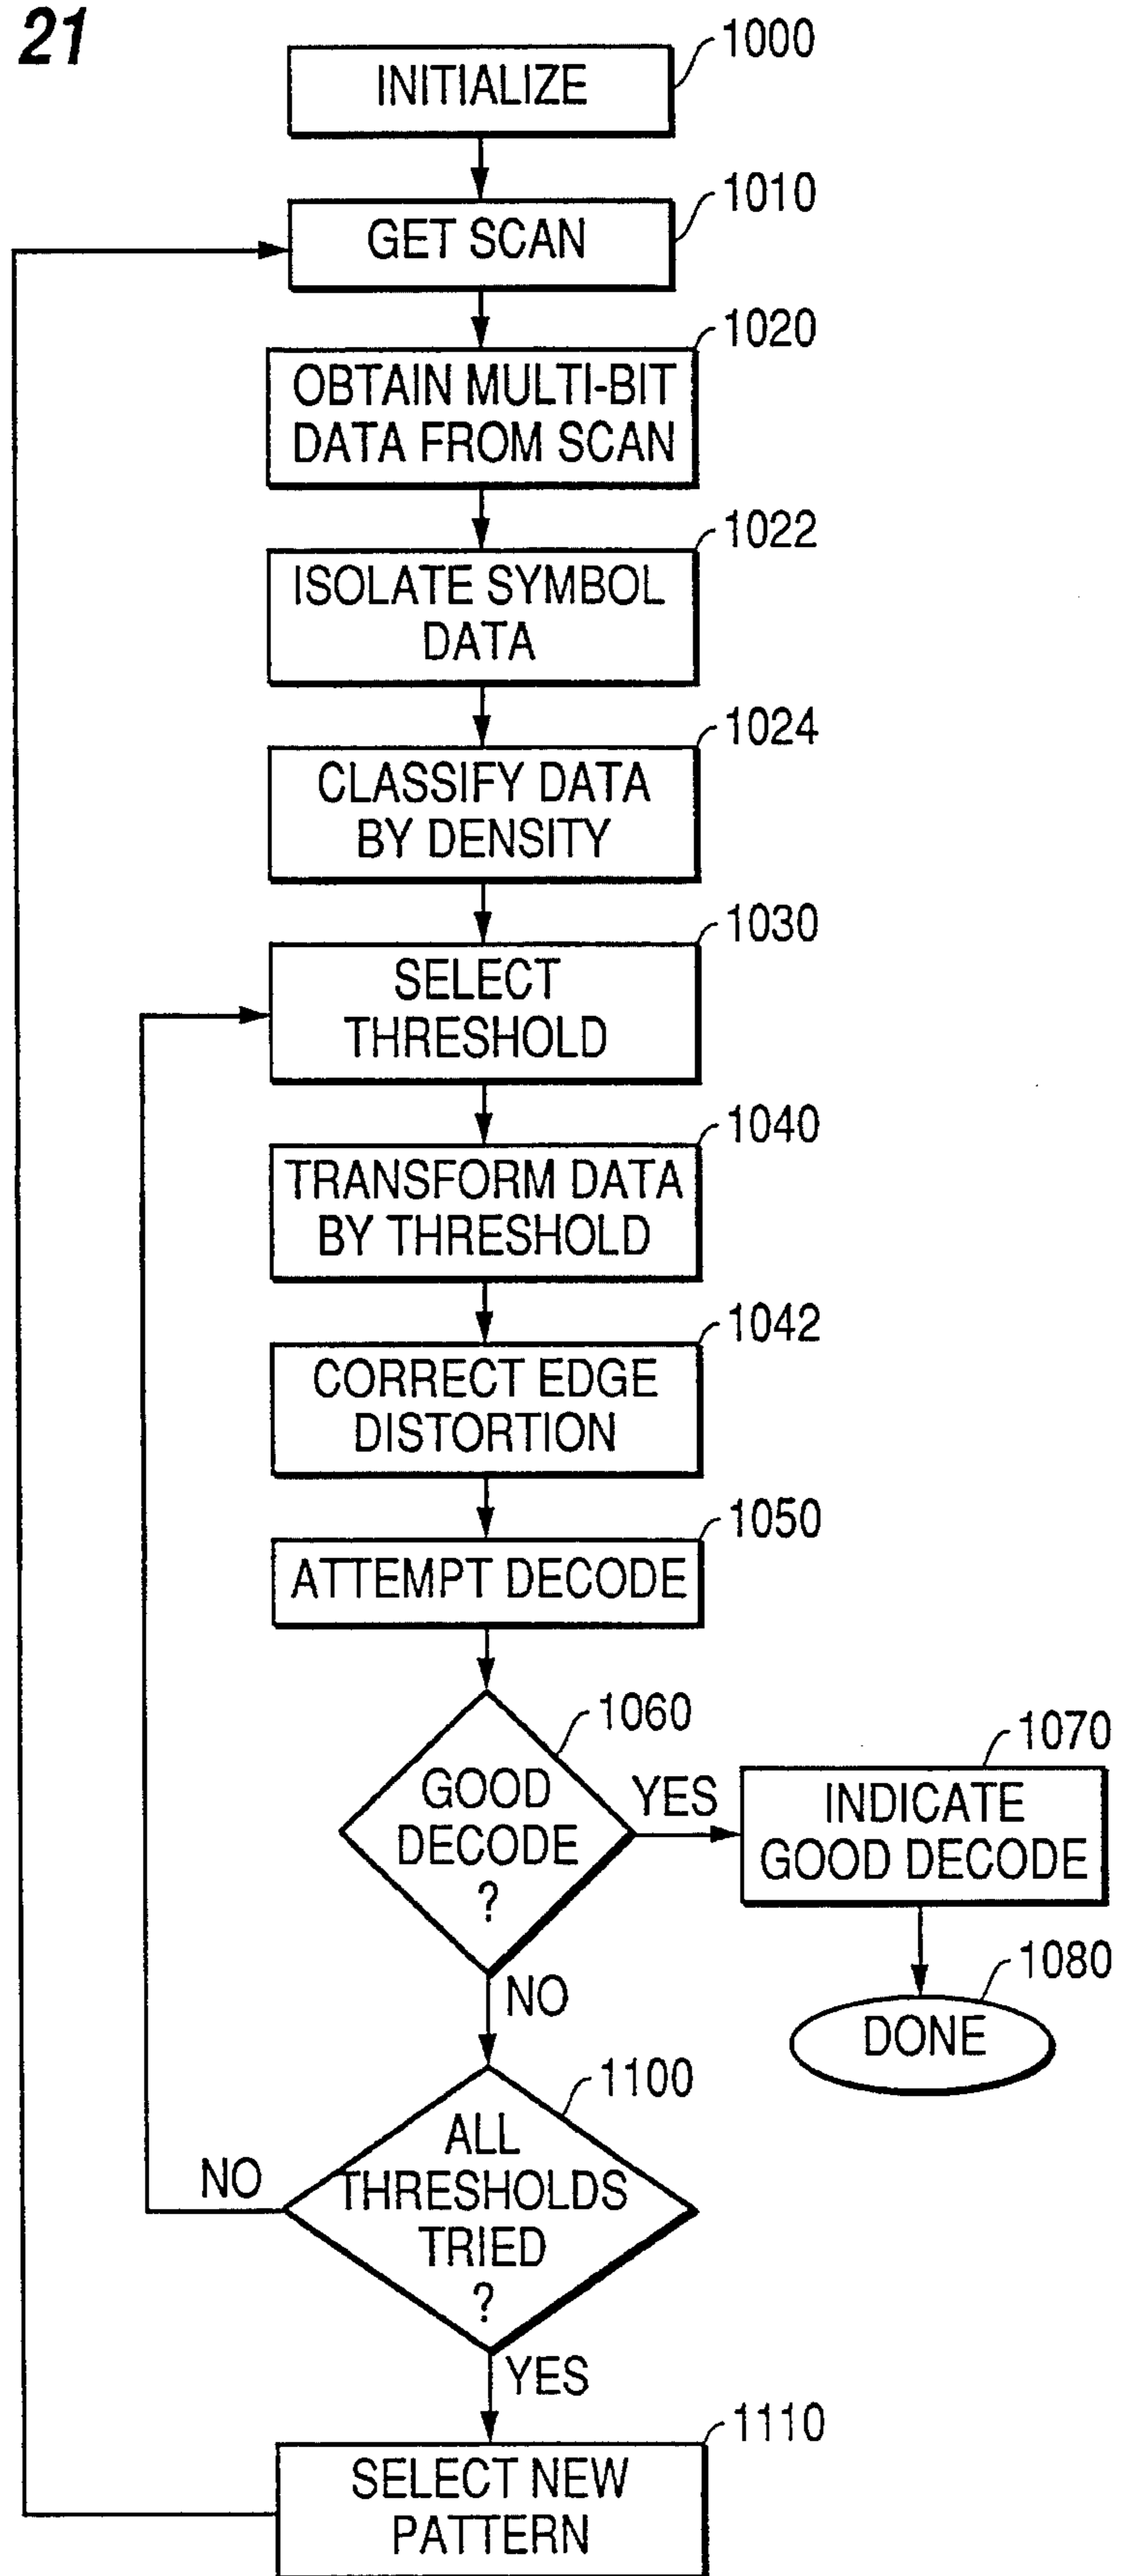 21
INITIALIZE
1000
GET SCAN
1010
OBTAIN MULTI-BIT
DATA FROM SCAN
1020
ISOLATE SYMBOL
DATA
1022
CLASSIFY DATA
BY DENSITY
1024
SELECT
THRESHOLD
1030
TRANSFORM DATA
BY THRESHOLD
1040
CORRECT EDGE
DISTORTION
1042
ATTEMPT DECODE
1050
GOOD
DECODE
?
1060
YES
INDICATE
GOOD DECODE
1070
DONE
1080
NO
ALL
THRESHOLDS
TRIED
?
1100
NO
YES
SELECT NEW
PATTERN
1110